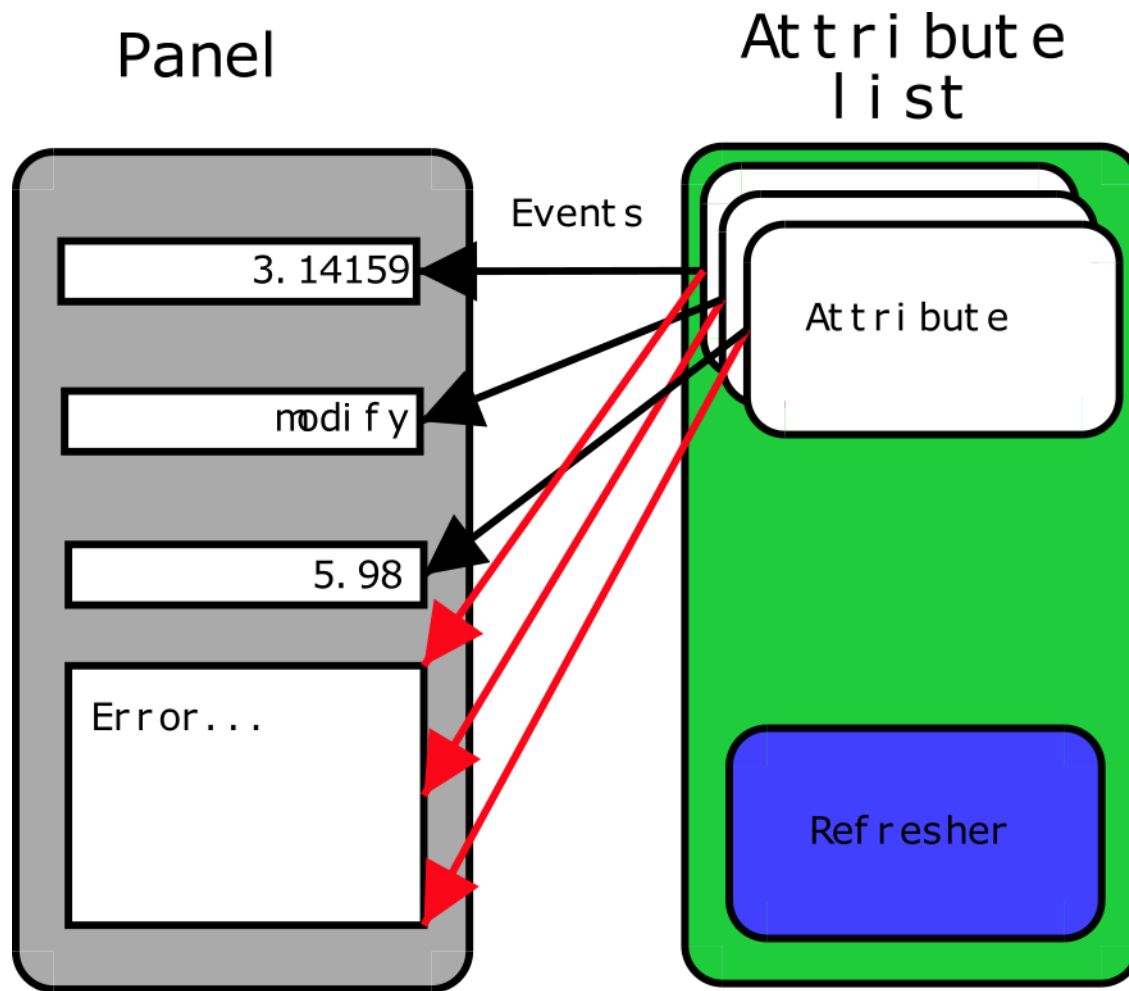 Panel
Attribute
list
Events
3.14159
Attribute
modify
5.98
Error...
Refresher